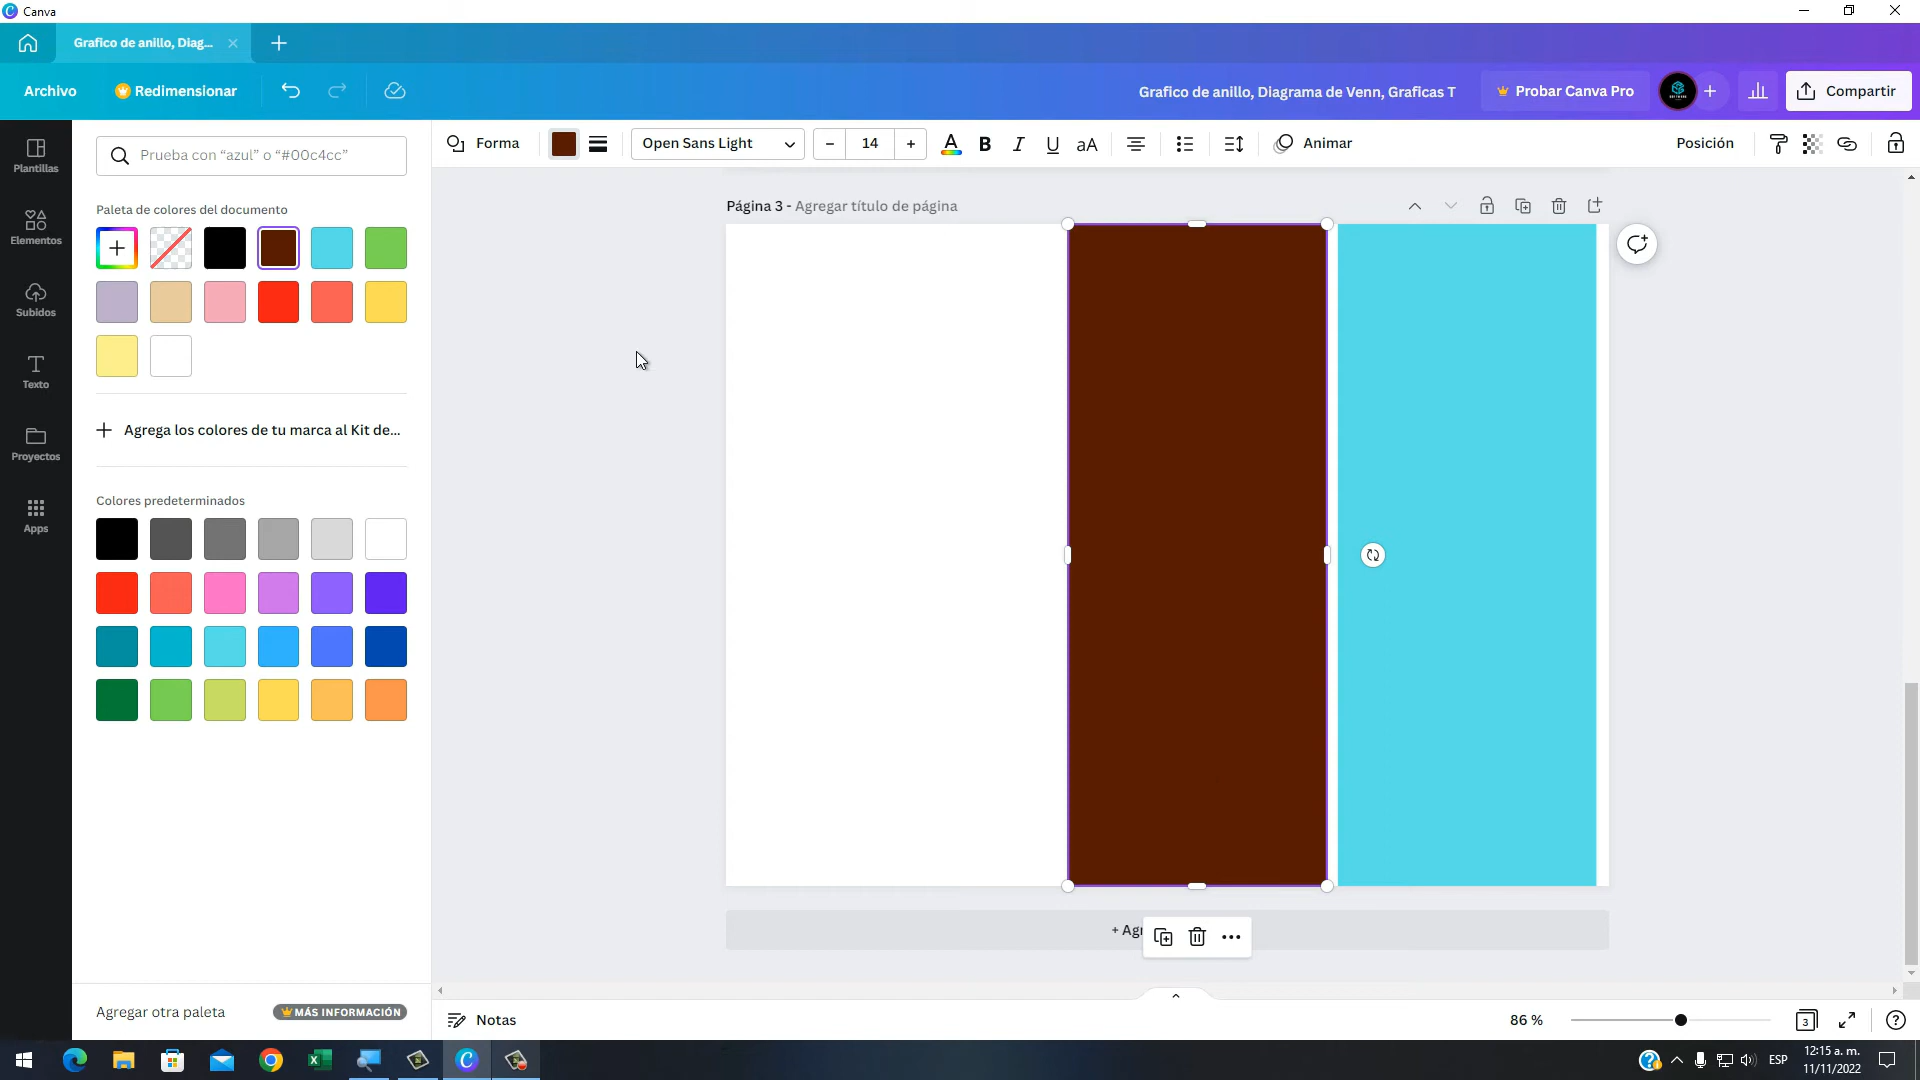 Canva
Grafico de anillo, Diag...
Archivo
Redimensionar
Grafico de anillo, Diagrama de Venn, Graficas T
Probar Canva Pro
Compartir
Plantillas
Elementos
Subidos
Texto
Proyectos
Apps
Prueba con “azul” o “#00c4cc”
Paleta de colores del documento
Agrega los colores de tu marca al Kit de...
Colores predeterminados
Agregar otra paleta
MÁS INFORMACIÓN
Forma
Open Sans Light
– 14 +
A B I U aA
Animar
Posición
Página 3 - Agregar título de página
+ Agr
Notas
86 %
3
ESP
12:15 a. m.
11/11/2022